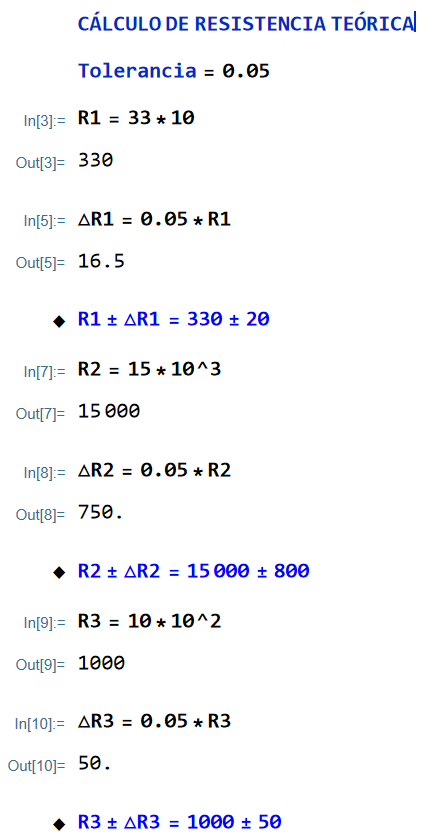 CÁLCULO DE RESISTENCIA TEÓRICA
Tolerancia = 0.05
In[3]:= R1 = 33 * 10
Out[3]= 330
In[5]:= △R1 = 0.05 * R1
Out[5]= 16.5
◆ R1 ± △R1 = 330 ± 20
In[7]:= R2 = 15 * 10^3
Out[7]= 15 000
In[8]:= △R2 = 0.05 * R2
Out[8]= 750.
◆ R2 ± △R2 = 15 000 ± 800
In[9]:= R3 = 10 * 10^2
Out[9]= 1000
In[10]:= △R3 = 0.05 * R3
Out[10]= 50.
◆ R3 ± △R3 = 1000 ± 50